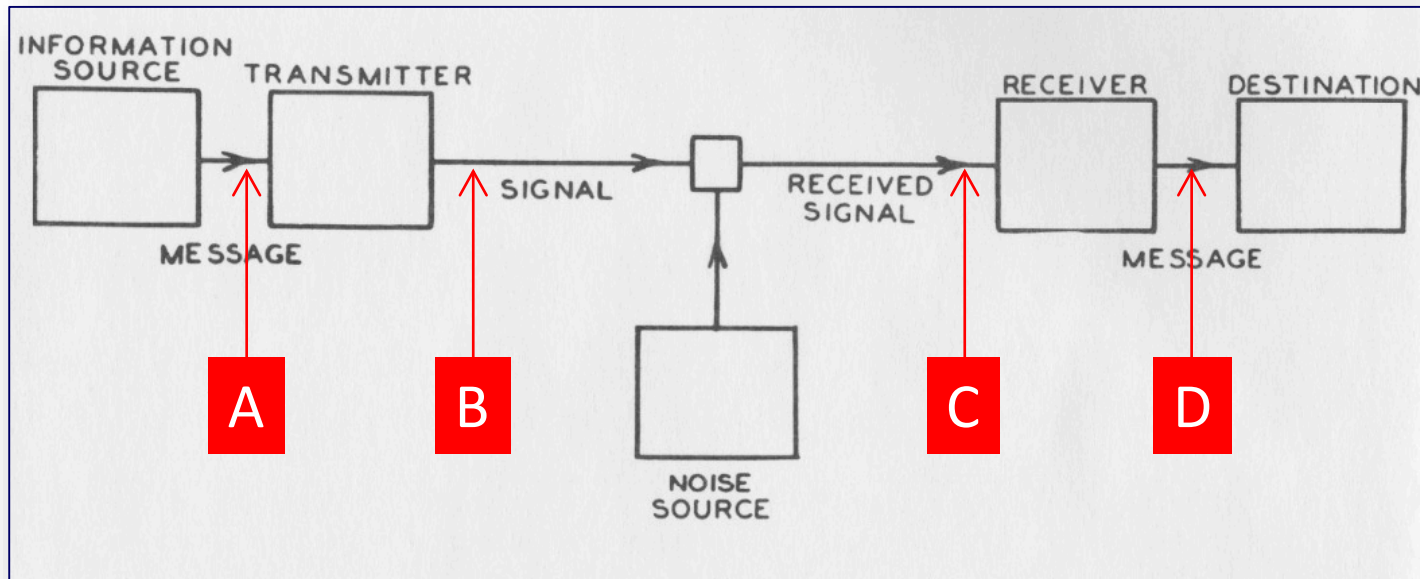 INFORMATION
SOURCE
TRANSMITTER
RECEIVER
DESTINATION
SIGNAL
RECEIVED
SIGNAL
MESSAGE
MESSAGE
A
B
C
D
NOISE
SOURCE